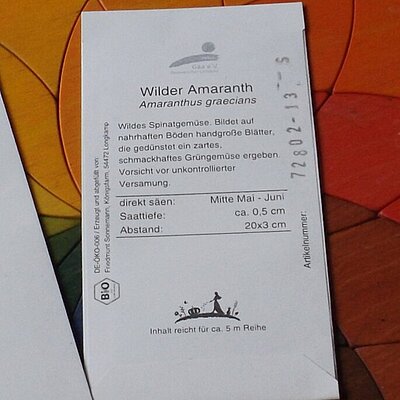 Gäa e.V.
Wilder Amaranth
Amaranthus graecians
Wildes Spinatgemüse. Bildet auf
nahrhaften Böden handgroße Blätter,
die gedünstet ein zartes,
schmackhaftes Grüngemüse ergeben.
Vorsicht vor unkontrollierter
Versamung.
direkt säen: Mitte Mai - Juni
Saattiefe: ca. 0,5 cm
Abstand: 20x3 cm
Inhalt reicht für ca. 5 m Reihe
DE-ÖKO-006 / Erzeugt und abgefüllt von:
Friedmunt Sonnemann, Königsfarm, 54472 Longkamp
Bio
Artikelnummer:
72802-13 - S